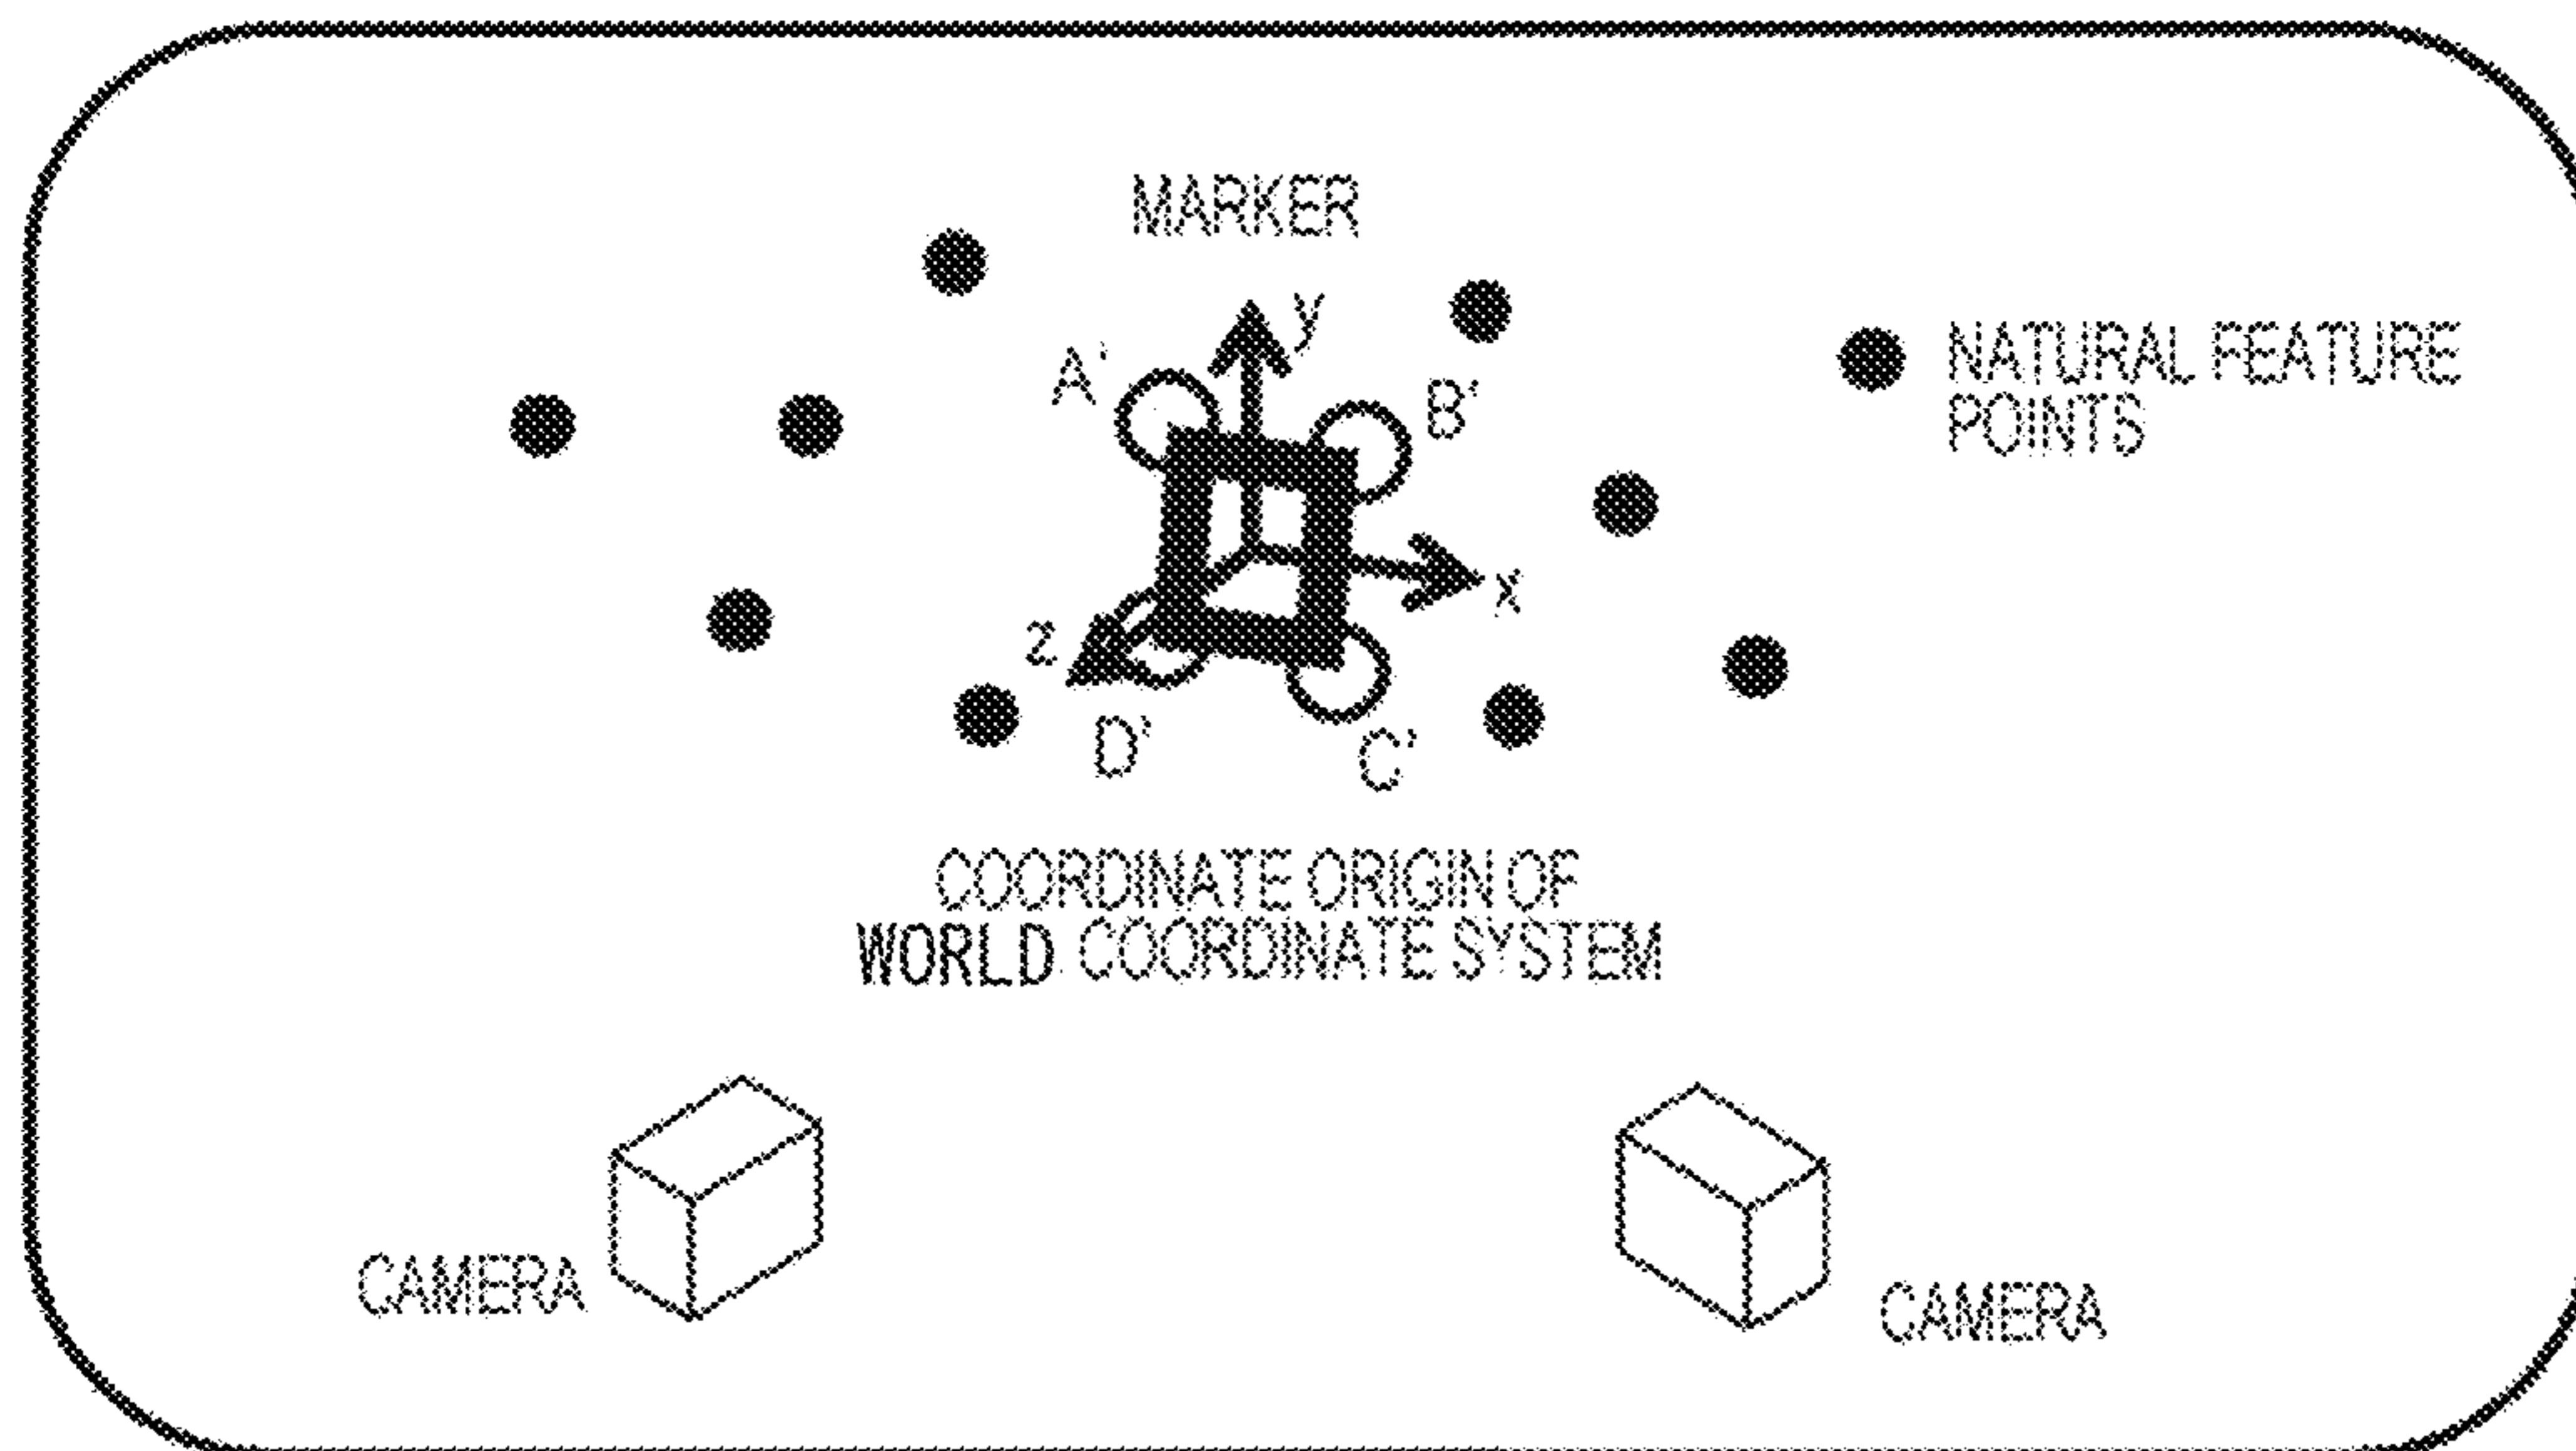 MARKER
y
A'
B'
NATURAL FEATURE
POINTS
x
z
D'
C'
COORDINATE ORIGIN OF
WORLD COORDINATE SYSTEM
CAMERA
CAMERA